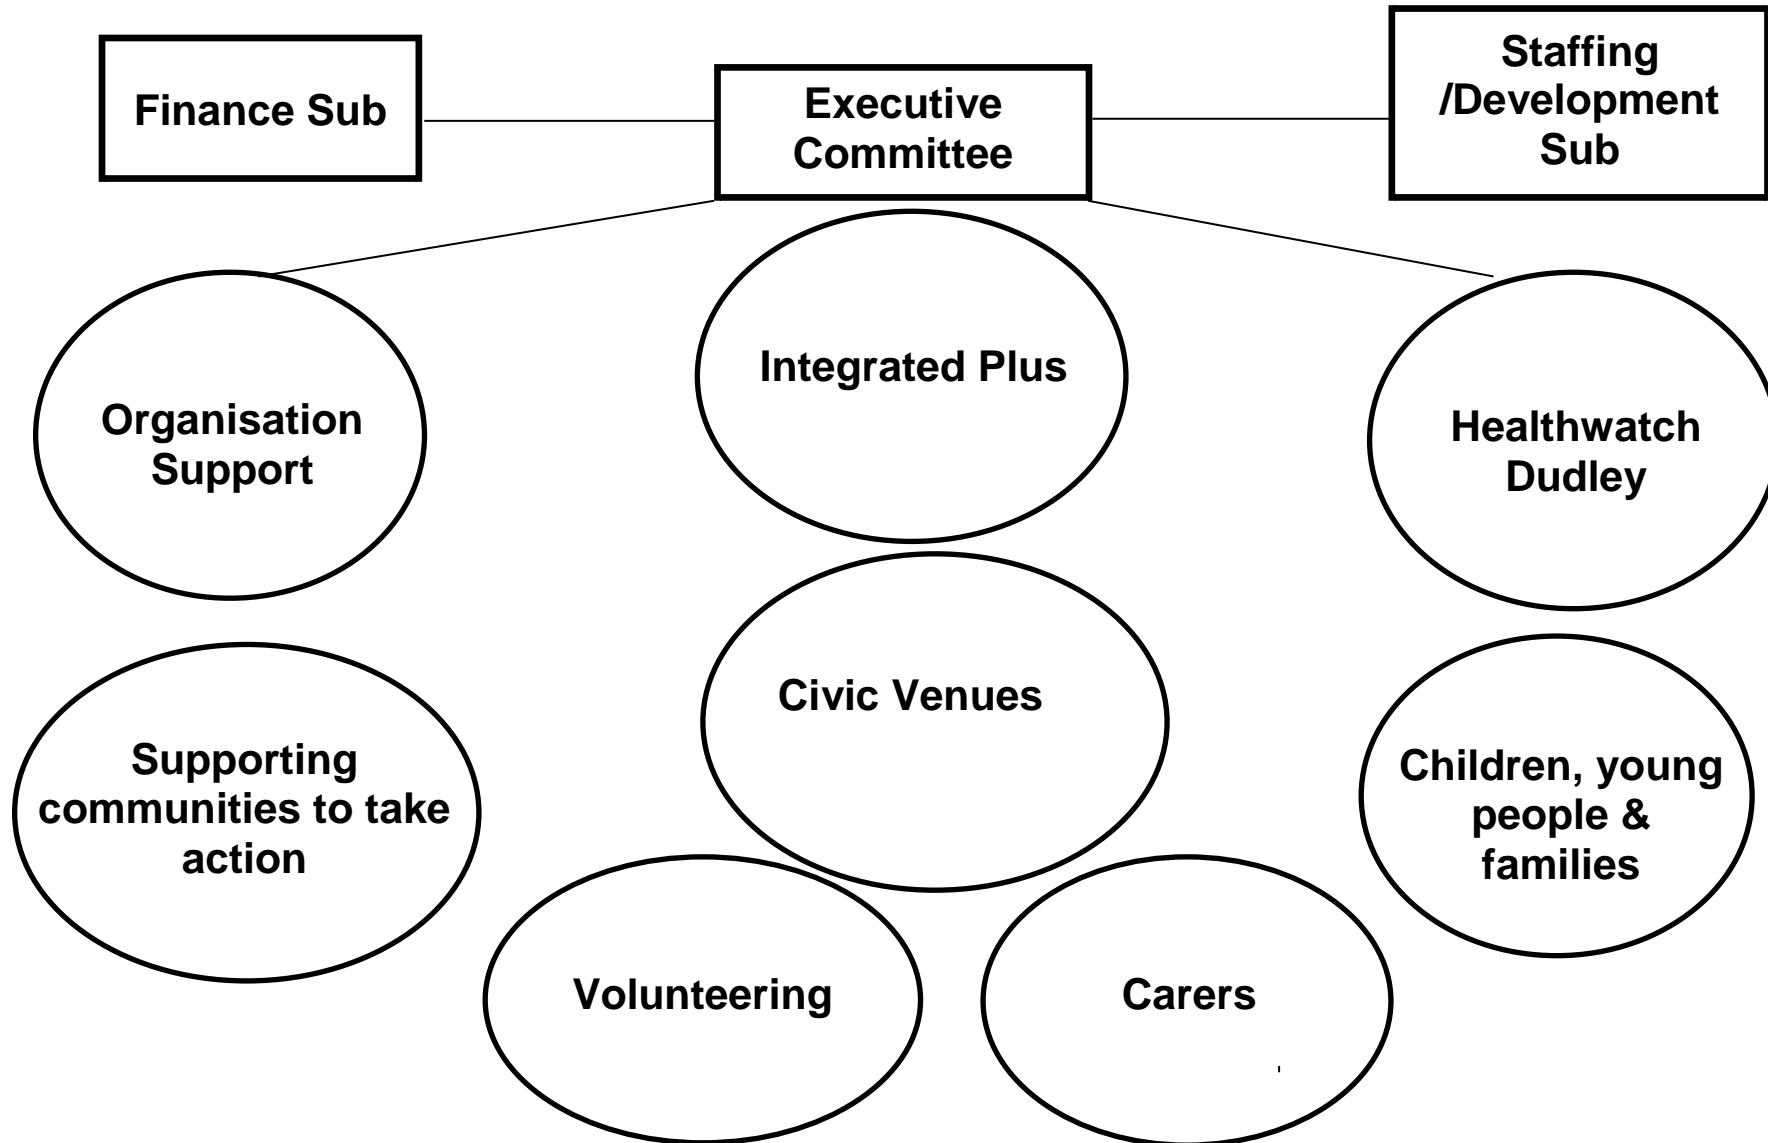 Finance Sub
Executive
Committee
Staffing
/Development
Sub
Integrated Plus
Organisation
Support
Healthwatch
Dudley
Civic Venues
Supporting
communities to take
action
Children, young
people &
families
Volunteering
Carers